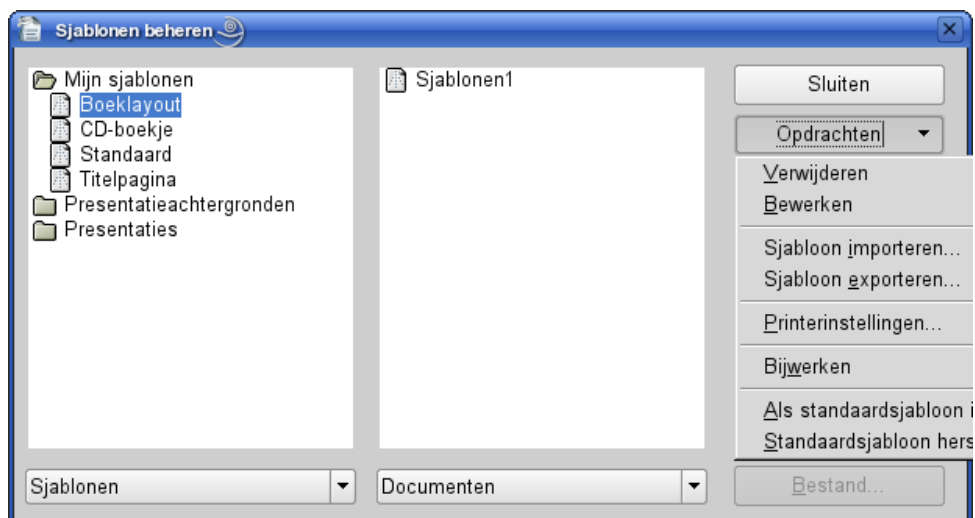 Sjablonen beheren
Mijn sjablonen
Boeklayout
CD-boekje
Standaard
Titelpagina
Presentatieachtergronden
Presentaties
Sjablonen1
Sluiten
Opdrachten
Verwijderen
Bewerken
Sjabloon importeren...
Sjabloon exporteren...
Printerinstellingen...
Bijwerken
Als standaardsjabloon i
Standaardsjabloon hers
Sjablonen
Documenten
Bestand...